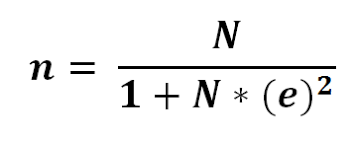 n = N / (1 + N * (e)²)